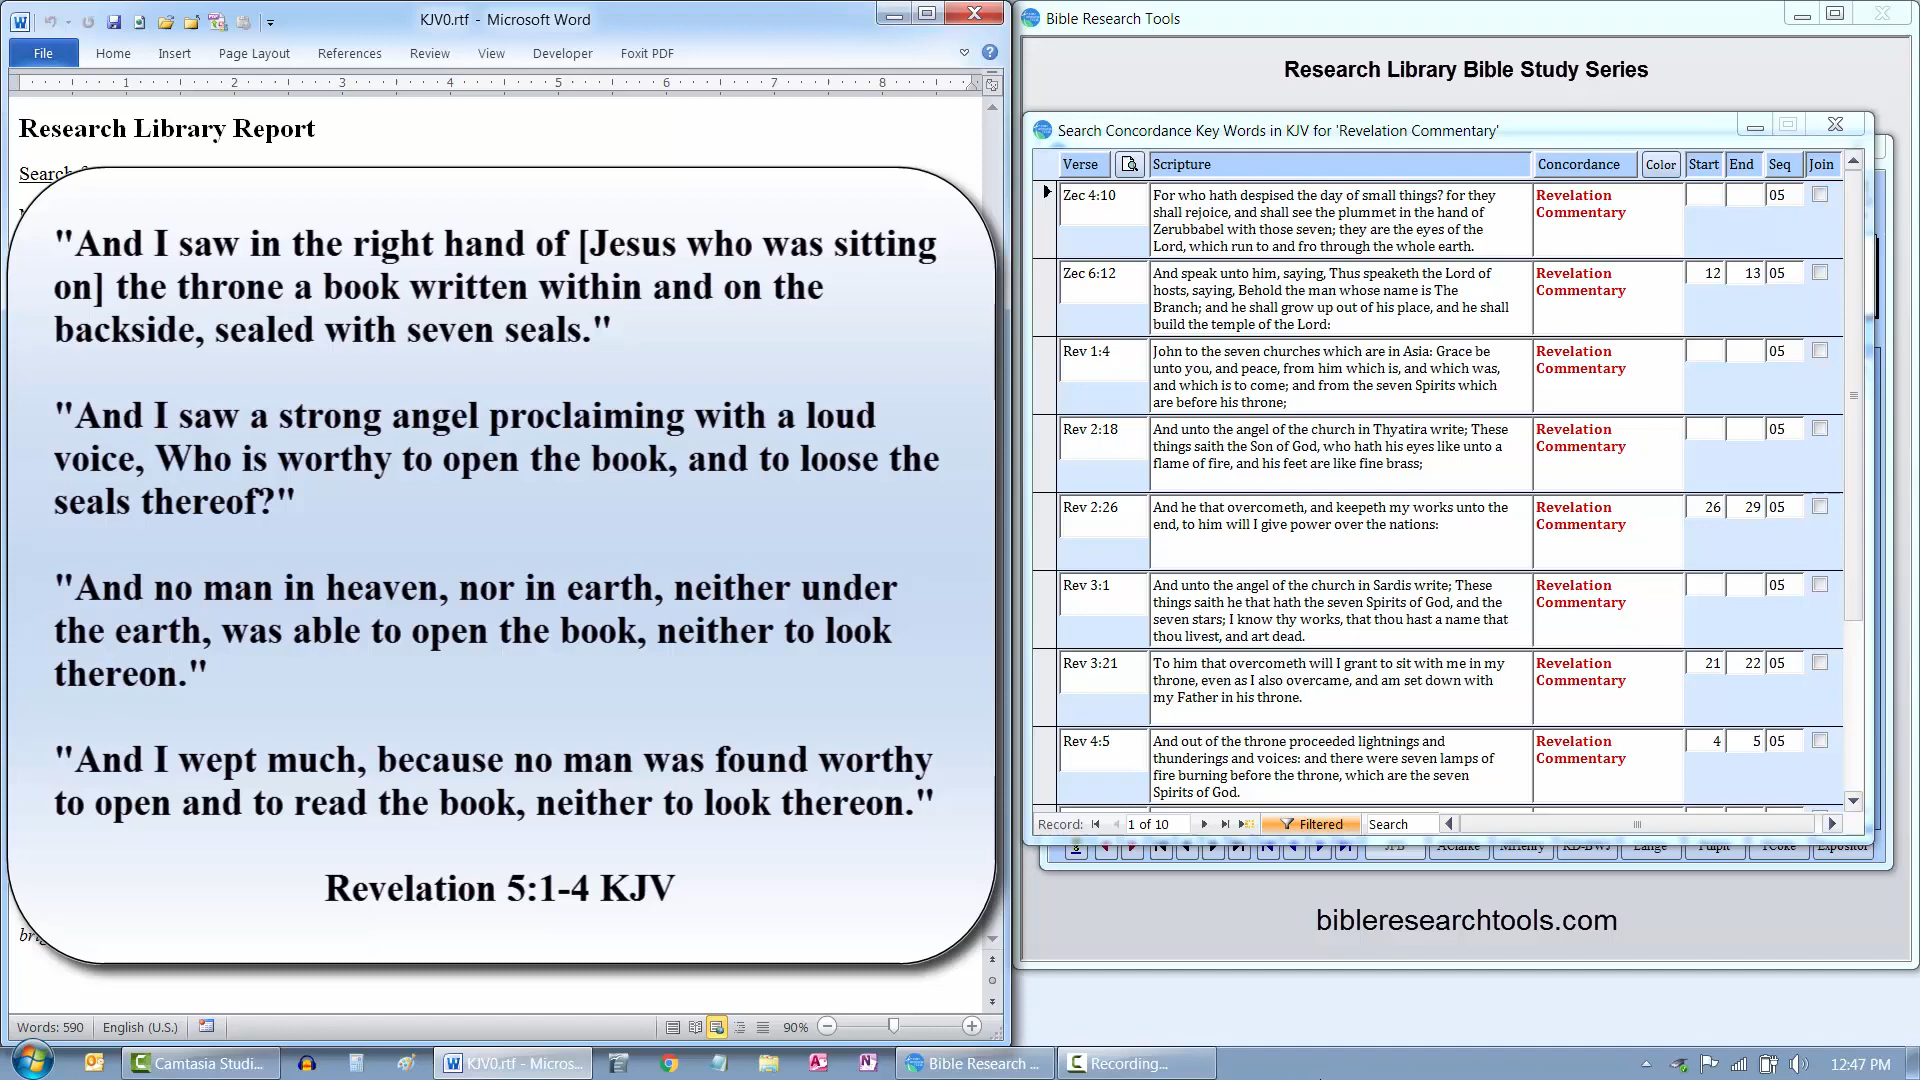 KJV0.rtf - Microsoft Word
File Home Insert Page Layout References Review View Developer Foxit PDF
1 2 3 4 5 6 7 8
Research Library Report
Search
"And I saw in the right hand of [Jesus who was sitting
on] the throne a book written within and on the
backside, sealed with seven seals."
"And I saw a strong angel proclaiming with a loud
voice, Who is worthy to open the book, and to loose the
seals thereof?"
"And no man in heaven, nor in earth, neither under
the earth, was able to open the book, neither to look
thereon."
"And I wept much, because no man was found worthy
to open and to read the book, neither to look thereon."
Revelation 5:1-4 KJV
Words: 590 English (U.S.) 90%
Bible Research Tools
Research Library Bible Study Series
Search Concordance Key Words in KJV for 'Revelation Commentary'
Verse Scripture Concordance Color Start End Seq Join
Zec 4:10 For who hath despised the day of small things? for they Revelation 05
shall rejoice, and shall see the plummet in the hand of Commentary
Zerubbabel with those seven; they are the eyes of the
Lord, which run to and fro through the whole earth.
Zec 6:12 And speak unto him, saying, Thus speaketh the Lord of Revelation 12 13 05
hosts, saying, Behold the man whose name is The Commentary
Branch; and he shall grow up out of his place, and he shall
build the temple of the Lord:
Rev 1:4 John to the seven churches which are in Asia: Grace be Revelation 05
unto you, and peace, from him which is, and which was, Commentary
and which is to come; and from the seven Spirits which
are before his throne;
Rev 2:18 And unto the angel of the church in Thyatira write; These Revelation 05
things saith the Son of God, who hath his eyes like unto a Commentary
flame of fire, and his feet are like fine brass;
Rev 2:26 And he that overcometh, and keepeth my works unto the Revelation 26 29 05
end, to him will I give power over the nations: Commentary
Rev 3:1 And unto the angel of the church in Sardis write; These Revelation 05
things saith he that hath the seven Spirits of God, and the Commentary
seven stars; I know thy works, that thou hast a name that
thou livest, and art dead.
Rev 3:21 To him that overcometh will I grant to sit with me in my Revelation 21 22 05
throne, even as I also overcame, and am set down with Commentary
my Father in his throne.
Rev 4:5 And out of the throne proceeded lightnings and Revelation 4 5 05
thunderings and voices: and there were seven lamps of Commentary
fire burning before the throne, which are the seven
Spirits of God.
Record: 1 of 10 Filtered Search
JFB AClarke MHenry KD-BWJ Lange Pulpit TCoke Expositor
bibleresearchtools.com
Camtasia Studi... KJV0.rtf - Micros... Bible Research ... Recording... 12:47 PM